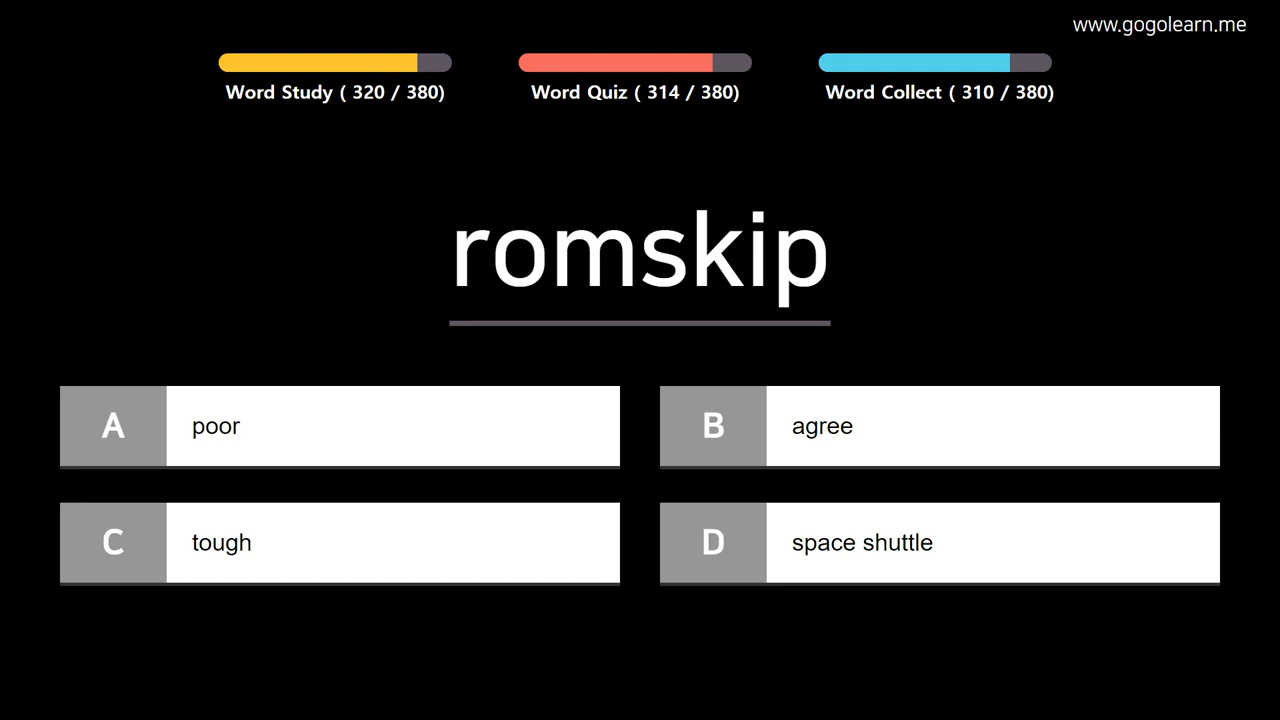 www.gogolearn.me
Word Study ( 320 / 380)
Word Quiz ( 314 / 380)
Word Collect ( 310 / 380)
romskip
A poor
B agree
C tough
D space shuttle